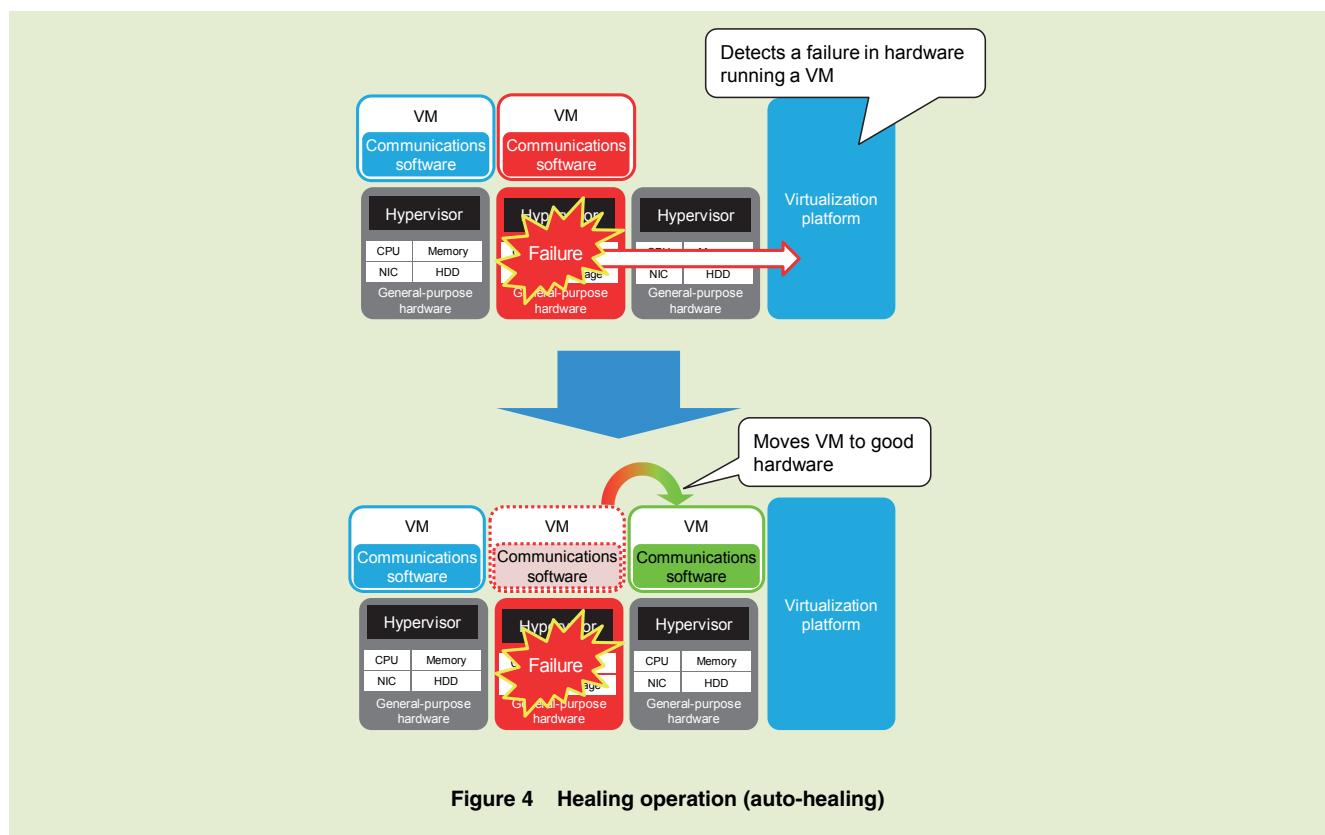 Detects a failure in hardware
running a VM
VM
Communications
software
VM
Communications
software
Hypervisor
CPU Memory
NIC HDD
General-purpose
hardware
Failure
General-purpose
hardware
Hypervisor
NIC HDD
General-purpose
hardware
Virtualization
platform
Moves VM to good
hardware
VM
Communications
software
VM
Communications
software
VM
Communications
software
Hypervisor
CPU Memory
NIC HDD
General-purpose
hardware
Failure
General-purpose
hardware
Hypervisor
CPU Memory
NIC HDD
General-purpose
hardware
Virtualization
platform
Figure 4 Healing operation (auto-healing)